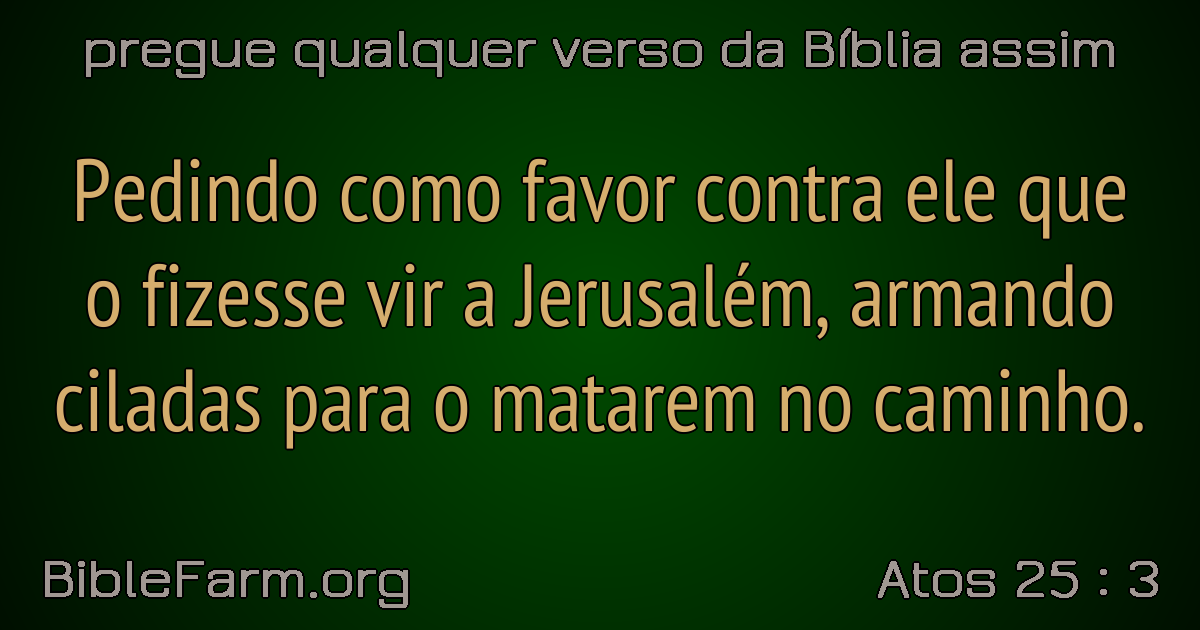 pregue qualquer verso da Bíblia assim
Pedindo como favor contra ele que
o fizesse vir a Jerusalém, armando
ciladas para o matarem no caminho.
BibleFarm.org
Atos 25 : 3